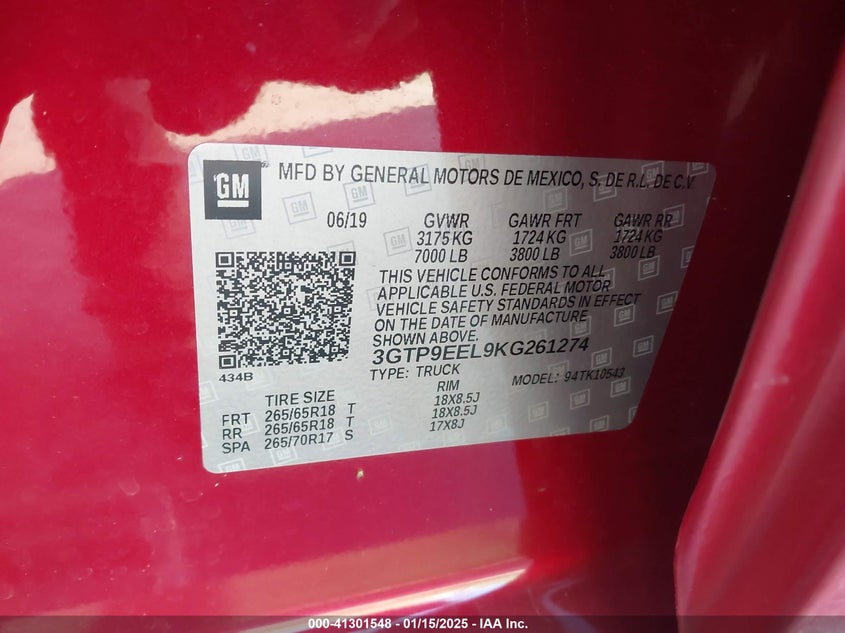 GM
MFD BY GENERAL MOTORS DE MEXICO, S. DE R.L. DE C.V.
06/19 GVWR GAWR FRT GAWR RR
3175 KG 1724 KG 1724 KG
7000 LB 3800 LB 3800 LB
THIS VEHICLE CONFORMS TO ALL
APPLICABLE U.S. FEDERAL MOTOR
VEHICLE SAFETY STANDARDS IN EFFECT
ON THE DATE OF MANUFACTURE
SHOWN ABOVE.
3GTP9EEL9KG261274
434B TYPE: TRUCK MODEL: 94TK10543
TIRE SIZE RIM
FRT 265/65R18 T 18X8.5J
RR 265/65R18 T 18X8.5J
SPA 265/70R17 S 17X8J
000-41301548 - 01/15/2025 - IAA Inc.